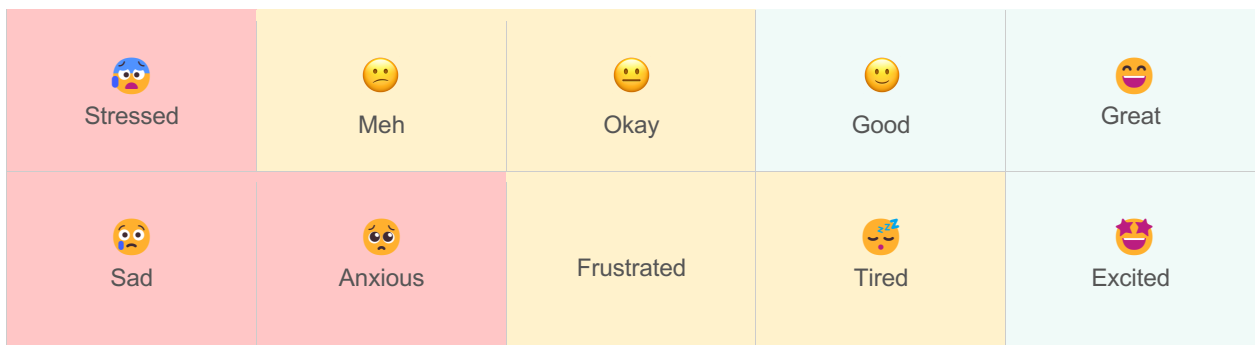 Stressed
Meh
Okay
Good
Great
Sad
Anxious
Frustrated
Tired
Excited